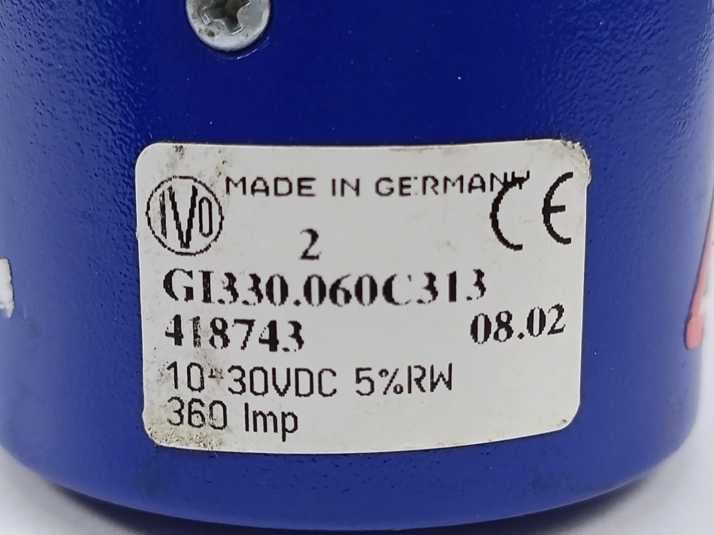 IVO MADE IN GERMANY CE
2
GI330.060C313
418743 08.02
10-30VDC 5%RW
360 Imp